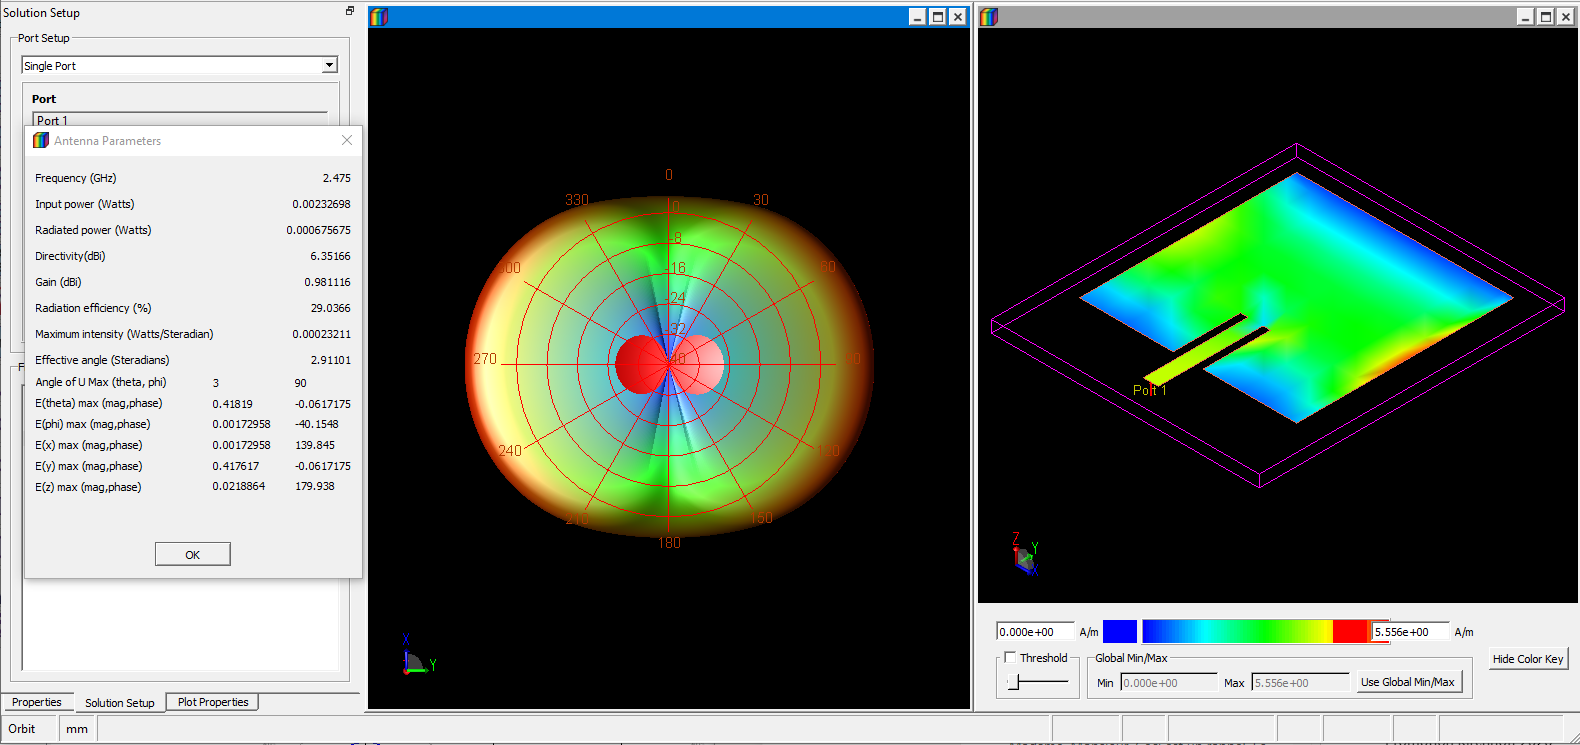 Solution Setup
Port Setup
Single Port
Port
Port 1
Antenna Parameters
Frequency (GHz) 2.475
Input power (Watts) 0.00232698
Radiated power (Watts) 0.000675675
Directivity(dBi) 6.35166
Gain (dBi) 0.981116
Radiation efficiency (%) 29.0366
Maximum intensity (Watts/Steradian) 0.00023211
Effective angle (Steradians) 2.91101
Angle of U Max (theta, phi) 3 90
E(theta) max (mag,phase) 0.41819 -0.0617175
E(phi) max (mag,phase) 0.00172958 -40.1548
E(x) max (mag,phase) 0.00172958 139.845
E(y) max (mag,phase) 0.417617 -0.0617175
E(z) max (mag,phase) 0.0218864 179.938
OK
Properties
Solution Setup
Plot Properties
Orbit
mm
0
330
30
-8
-16
-24
-32
270
240
150
180
X
Y
Port 1
Z
Y
X
0.000e+00 A/m
5.556e+00 A/m
Threshold
Global Min/Max
Min 0.000e+00 Max 5.556e+00 Use Global Min/Max
Hide Color Key